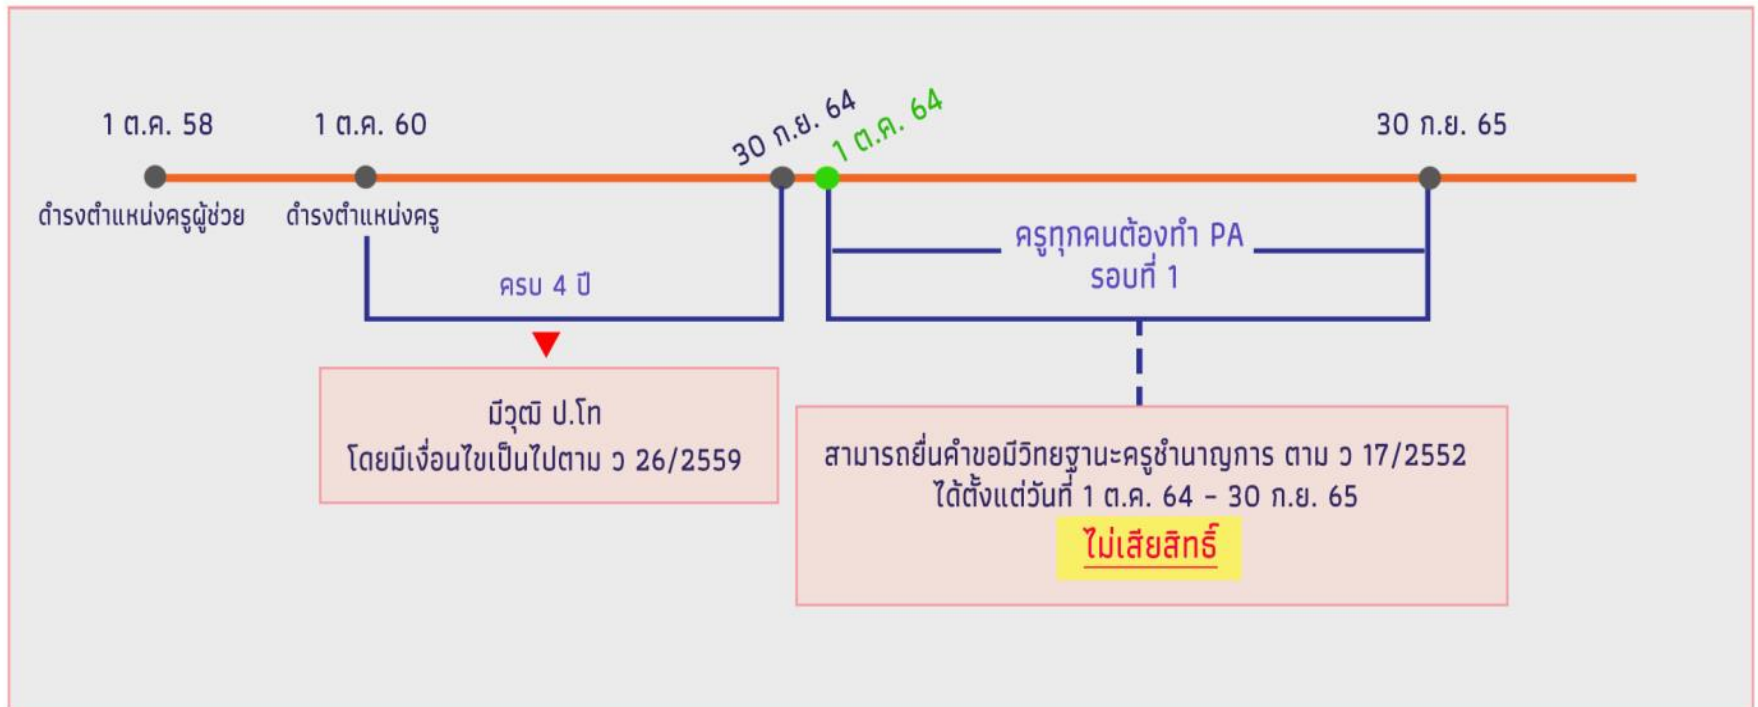 1 ต.ค. 58
1 ต.ค. 60
30 ก.ย. 64
1 ต.ค. 64
30 ก.ย. 65
ดำรงตำแหน่งครูผู้ช่วย
ดำรงตำแหน่งครู
ครบ 4 ปี
ครูทุกคนต้องทำ PA
รอบที่ 1
มีวุฒิ ป.โท
โดยมีเงื่อนไขเป็นไปตาม ว 26/2559
สามารถยื่นคำขอมีวิทยฐานะครูชำนาญการ ตาม ว 17/2552
ได้ตั้งแต่วันที่ 1 ต.ค. 64 - 30 ก.ย. 65
ไม่เสียสิทธิ์